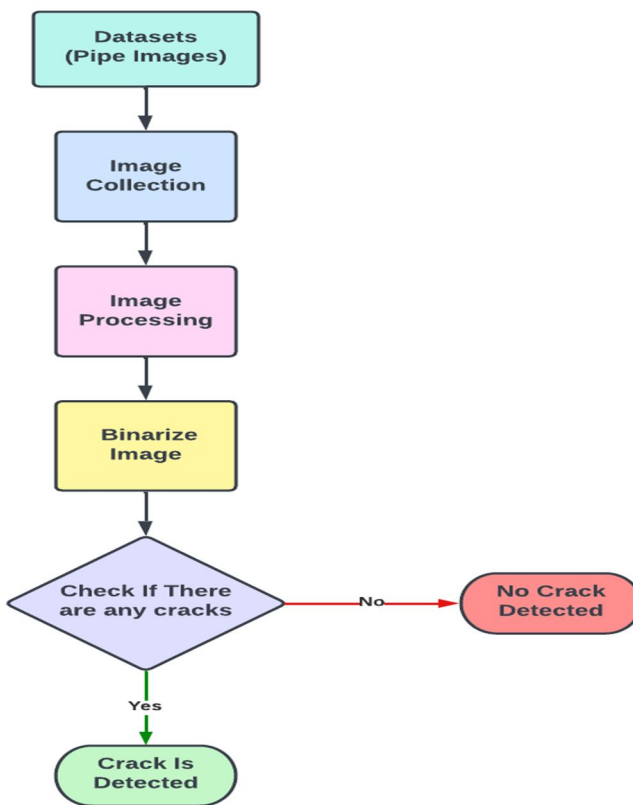 Datasets
(Pipe Images)
Image
Collection
Image
Processing
Binarize
Image
Check If There
are any cracks
No
No Crack
Detected
Yes
Crack Is
Detected